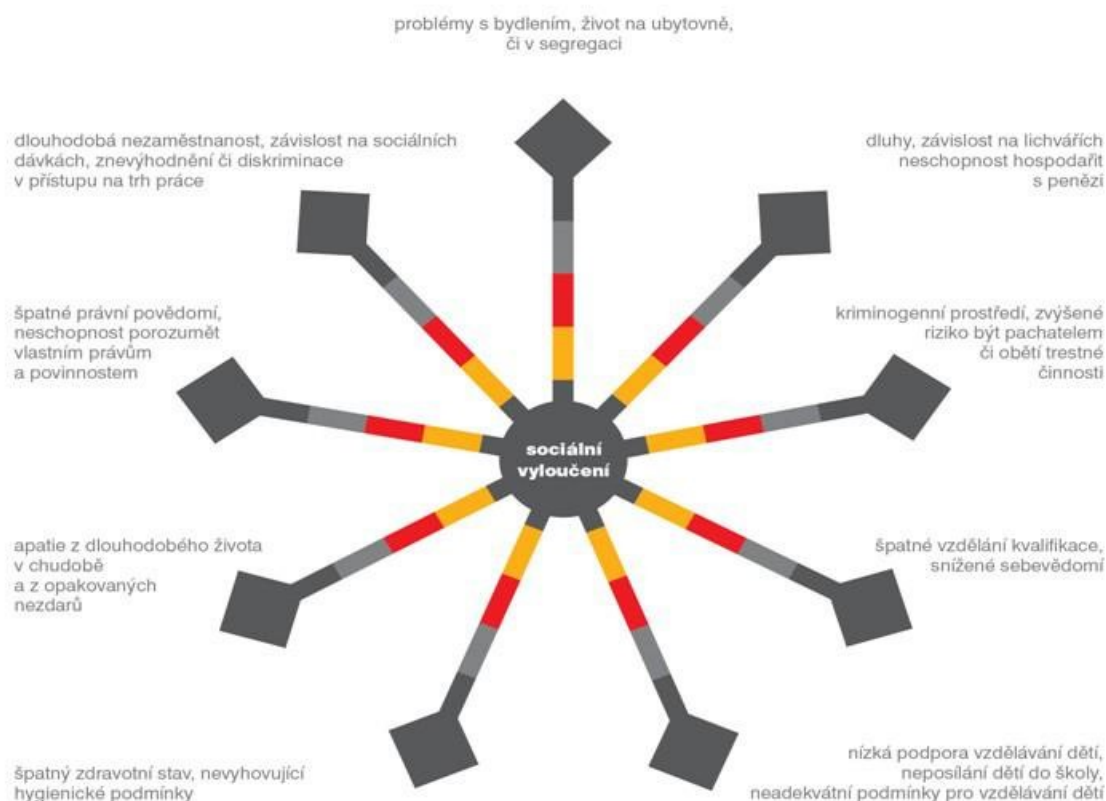 problémy s bydlením, život na ubytovně,
či v segregaci
dlouhodobá nezaměstnanost, závislost na sociálních
dávkách, znevýhodnění či diskriminace
v přístupu na trh práce
dluhy, závislost na lichvářích
neschopnost hospodařit
s penězi
špatné právní povědomí,
neschopnost porozumět
vlastním právům
a povinnostem
kriminogenní prostředí, zvýšené
riziko být pachatelem
či obětí trestné
činnosti
sociální
vyloučení
apatie z dlouhodobého života
v chudobě
a z opakovaných
nezdarů
špatné vzdělání kvalifikace,
snížené sebevědomí
špatný zdravotní stav, nevyhovující
hygienické podmínky
nízká podpora vzdělávání dětí,
neposílání dětí do školy,
neadekvátní podmínky pro vzdělávání dětí